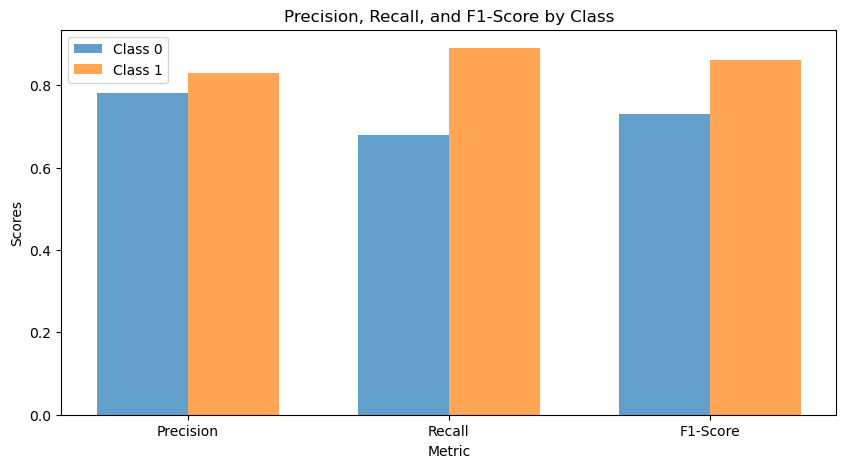 Precision, Recall, and F1-Score by Class
Class 0
Class 1
Scores
0.8
0.6
0.4
0.2
0.0
Precision
Recall
F1-Score
Metric